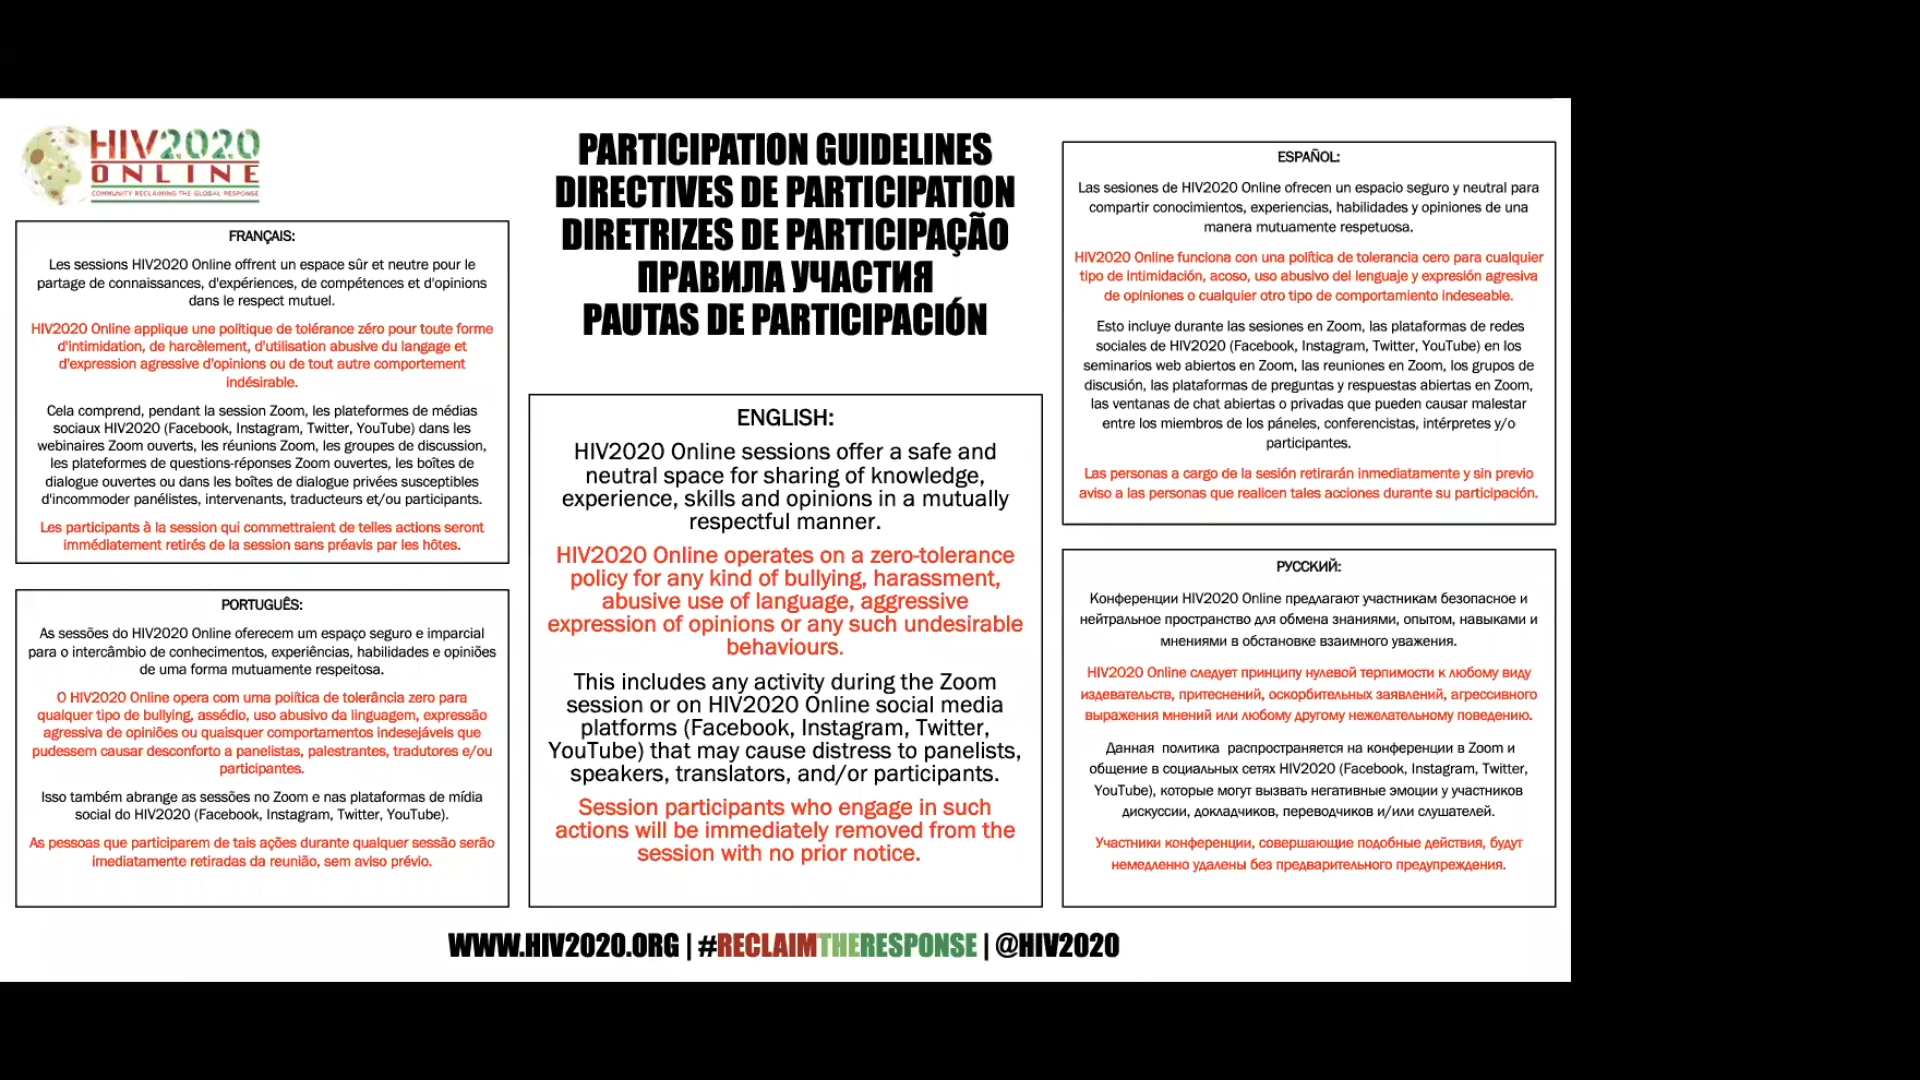 HIV2020
ONLINE
COMMUNITY RECLAIMING THE GLOBAL RESPONSE
PARTICIPATION GUIDELINES
DIRECTIVES DE PARTICIPATION
DIRETRIZES DE PARTICIPAÇÃO
ПРАВИЛА УЧАСТИЯ
PAUTAS DE PARTICIPACIÓN
FRANÇAIS:
Les sessions HIV2020 Online offrent un espace sûr et neutre pour le
partage de connaissances, d'expériences, de compétences et d'opinions
dans le respect mutuel.
HIV2020 Online applique une politique de tolérance zéro pour toute forme
d'intimidation, de harcèlement, d'utilisation abusive du langage et
d'expression agressive d'opinions ou de tout autre comportement
indésirable.
Cela comprend, pendant la session Zoom, les plateformes de médias
sociaux HIV2020 (Facebook, Instagram, Twitter, YouTube) dans les
webinaires Zoom ouverts, les réunions Zoom, les groupes de discussion,
les plateformes de questions-réponses Zoom ouvertes, les boîtes de
dialogue ouvertes ou dans les boîtes de dialogue privées susceptibles
d'incommoder panélistes, intervenants, traducteurs et/ou participants.
Les participants à la session qui commettraient de telles actions seront
immédiatement retirés de la session sans préavis par les hôtes.
PORTUGUÊS:
As sessões do HIV2020 Online oferecem um espaço seguro e imparcial
para o intercâmbio de conhecimentos, experiências, habilidades e opiniões
de uma forma mutuamente respeitosa.
O HIV2020 Online opera com uma política de tolerância zero para
qualquer tipo de bullying, assédio, uso abusivo da linguagem, expressão
agressiva de opiniões ou quaisquer comportamentos indesejáveis que
pudessem causar desconforto a panelistas, palestrantes, tradutores e/ou
participantes.
Isso também abrange as sessões no Zoom e nas plataformas de mídia
social do HIV2020 (Facebook, Instagram, Twitter, YouTube).
As pessoas que participarem de tais ações durante qualquer sessão serão
imediatamente retiradas da reunião, sem aviso prévio.
ENGLISH:
HIV2020 Online sessions offer a safe and
neutral space for sharing of knowledge,
experience, skills and opinions in a mutually
respectful manner.
HIV2020 Online operates on a zero-tolerance
policy for any kind of bullying, harassment,
abusive use of language, aggressive
expression of opinions or any such undesirable
behaviours.
This includes any activity during the Zoom
session or on HIV2020 Online social media
platforms (Facebook, Instagram, Twitter,
YouTube) that may cause distress to panelists,
speakers, translators, and/or participants.
Session participants who engage in such
actions will be immediately removed from the
session with no prior notice.
ESPAÑOL:
Las sesiones de HIV2020 Online ofrecen un espacio seguro y neutral para
compartir conocimientos, experiencias, habilidades y opiniones de una
manera mutuamente respetuosa.
HIV2020 Online funciona con una política de tolerancia cero para cualquier
tipo de intimidación, acoso, uso abusivo del lenguaje y expresión agresiva
de opiniones o cualquier otro tipo de comportamiento indeseable.
Esto incluye durante las sesiones en Zoom, las plataformas de redes
sociales de HIV2020 (Facebook, Instagram, Twitter, YouTube) en los
seminarios web abiertos en Zoom, las reuniones en Zoom, los grupos de
discusión, las plataformas de preguntas y respuestas abiertas en Zoom,
las ventanas de chat abiertas o privadas que pueden causar malestar
entre los miembros de los páneles, conferencistas, intérpretes y/o
participantes.
Las personas a cargo de la sesión retirarán inmediatamente y sin previo
aviso a las personas que realicen tales acciones durante su participación.
РУССКИЙ:
Конференции HIV2020 Online предлагают участникам безопасное и
нейтральное пространство для обмена знаниями, опытом, навыками и
мнениями в обстановке взаимного уважения.
HIV2020 Online следует принципу нулевой терпимости к любому виду
издевательств, притеснений, оскорбительных заявлений, агрессивного
выражения мнений или любому другому нежелательному поведению.
Данная политика распространяется на конференции в Zoom и
общение в социальных сетях HIV2020 (Facebook, Instagram, Twitter,
YouTube), которые могут вызвать негативные эмоции у участников
дискуссии, докладчиков, переводчиков и/или слушателей.
Участники конференции, совершающие подобные действия, будут
немедленно удалены без предварительного предупреждения.
WWW.HIV2020.ORG | #RECLAIMTHERESPONSE | @HIV2020